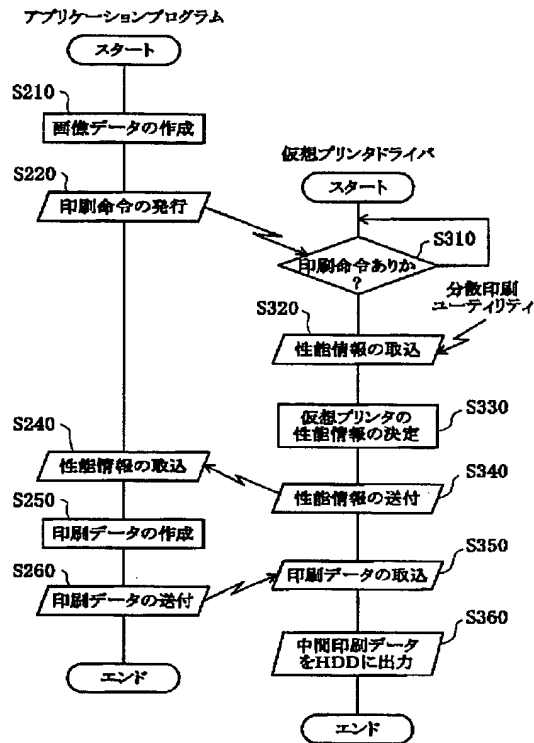 アプリケーションプログラム
スタート
S210
画像データの作成
S220
印刷命令の発行
仮想プリンタドライバ
スタート
S310
印刷命令ありか
?
分散印刷
ユーティリティ
S320
性能情報の取込
S330
仮想プリンタの
性能情報の決定
S240
性能情報の取込
S340
性能情報の送付
S250
印刷データの作成
S350
印刷データの取込
S260
印刷データの送付
S360
中間印刷データ
をHDDに出力
エンド
エンド